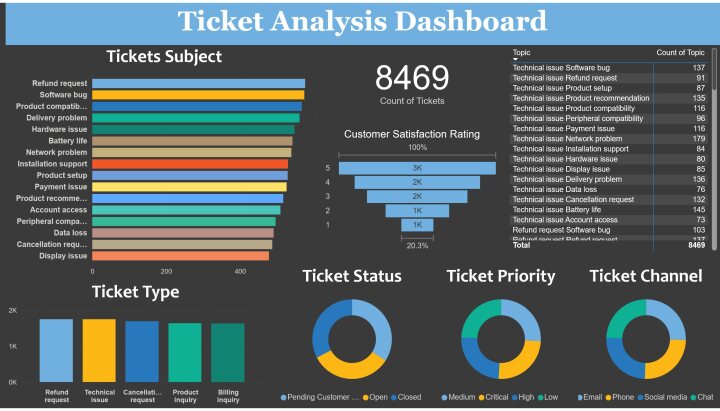 Ticket Analysis Dashboard
Tickets Subject
Refund request
Software bug
Product compatib...
Delivery problem
Hardware issue
Battery life
Network problem
Installation support
Product setup
Payment issue
Product recomme...
Account access
Peripheral compa...
Data loss
Cancellation requ...
Display issue
0 200 400
8469
Count of Tickets
Customer Satisfaction Rating
100%
5 3K
4 2K
3 2K
2 1K
1 1K
20.3%
Topic Count of Topic
Technical issue Software bug 137
Technical issue Refund request 91
Technical issue Product setup 87
Technical issue Product recommendation 135
Technical issue Product compatibility 116
Technical issue Peripheral compatibility 96
Technical issue Payment issue 116
Technical issue Network problem 179
Technical issue Installation support 84
Technical issue Hardware issue 80
Technical issue Display issue 85
Technical issue Delivery problem 136
Technical issue Data loss 76
Technical issue Cancellation request 132
Technical issue Battery life 145
Technical issue Account access 73
Refund request Software bug 103
Refund request Refund request 137
Total 8469
Ticket Type
2K
1K
0K
Refund request
Technical issue
Cancellati... request
Product inquiry
Billing inquiry
Ticket Status
Pending Customer ... Open Closed
Ticket Priority
Medium Critical High Low
Ticket Channel
Email Phone Social media Chat